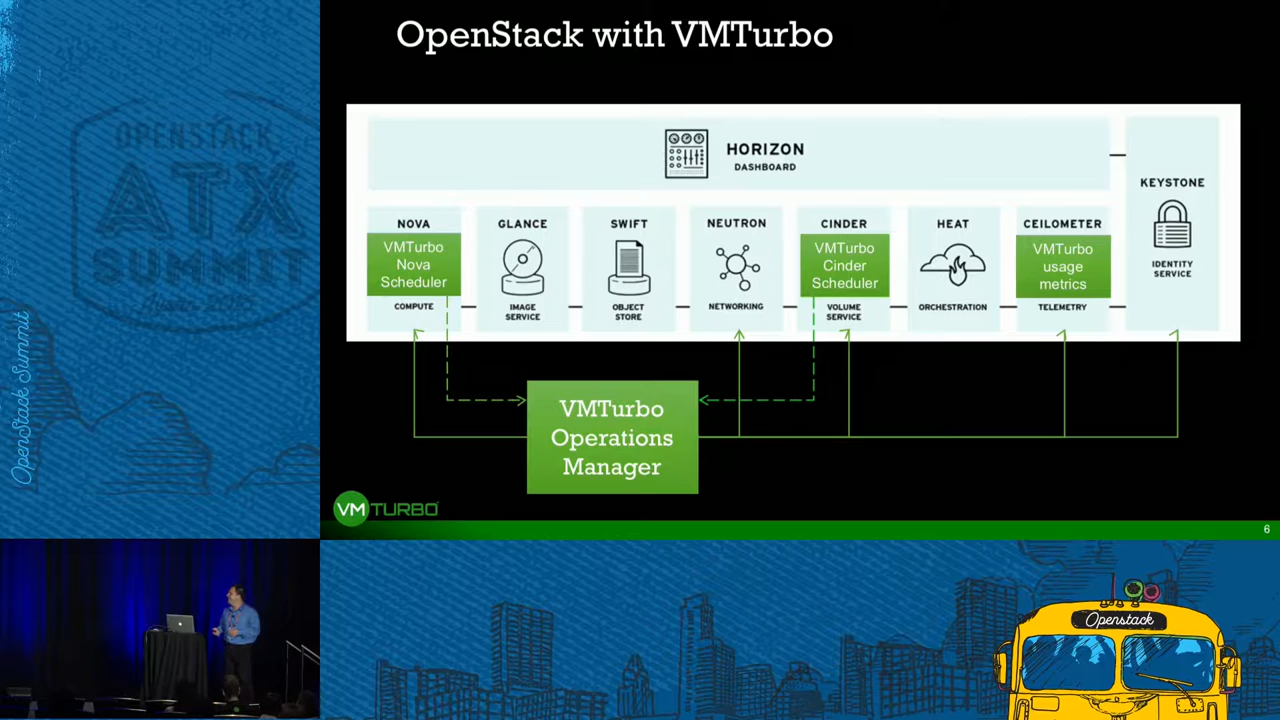 OpenStack with VMTurbo
HORIZON
DASHBOARD
KEYSTONE
IDENTITY
SERVICE
NOVA
VMTurbo
Nova
Scheduler
COMPUTE
GLANCE
IMAGE
SERVICE
SWIFT
OBJECT
STORE
NEUTRON
NETWORKING
CINDER
VMTurbo
Cinder
Scheduler
VOLUME
SERVICE
HEAT
ORCHESTRATION
CEILOMETER
VMTurbo
usage
metrics
TELEMETRY
VMTurbo
Operations
Manager
VMTURBO
6
OPENSTACK
ATX
SUMMIT
OpenStack Summit
Openstack